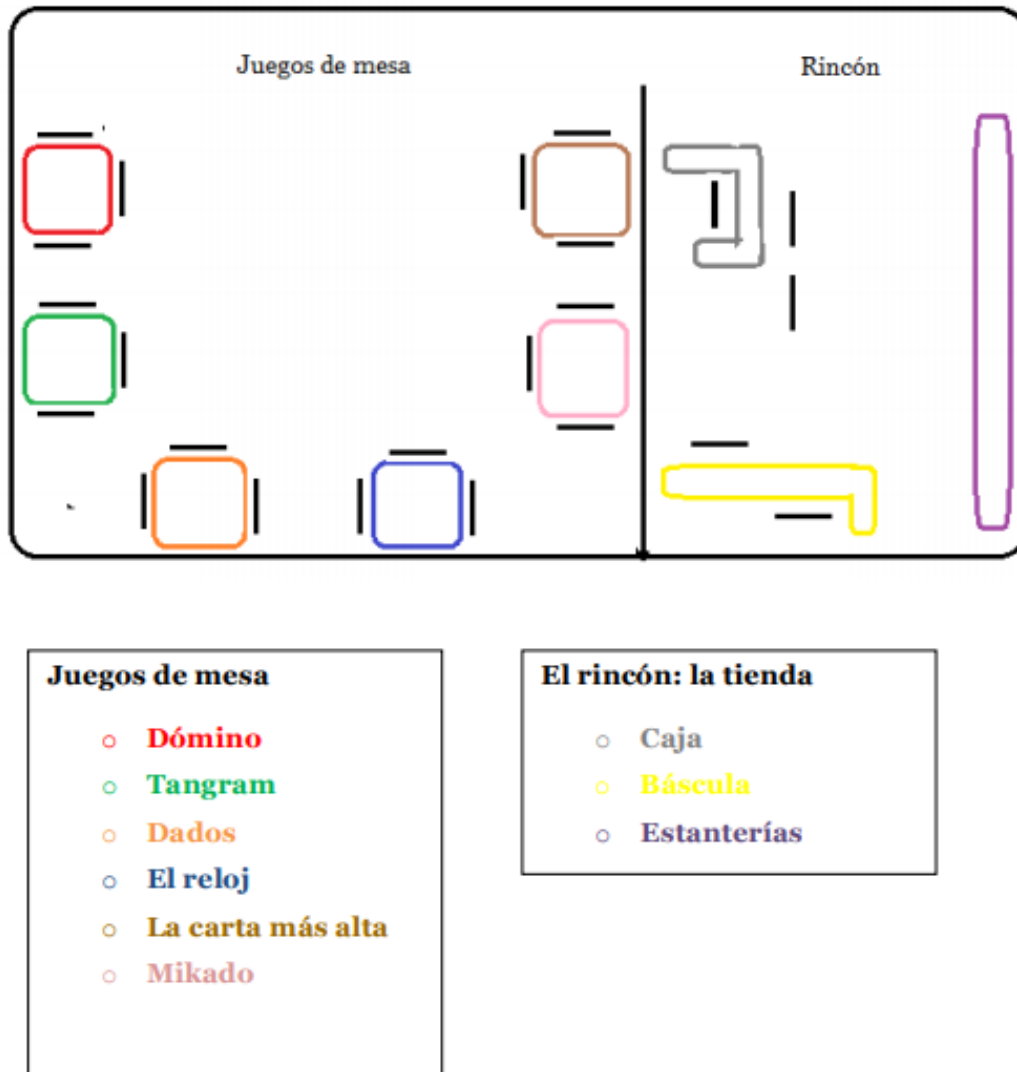 Juegos de mesa
Rincón
Juegos de mesa
Dómino
Tangram
Dados
El reloj
La carta más alta
Mikado
El rincón: la tienda
Caja
Báscula
Estanterías